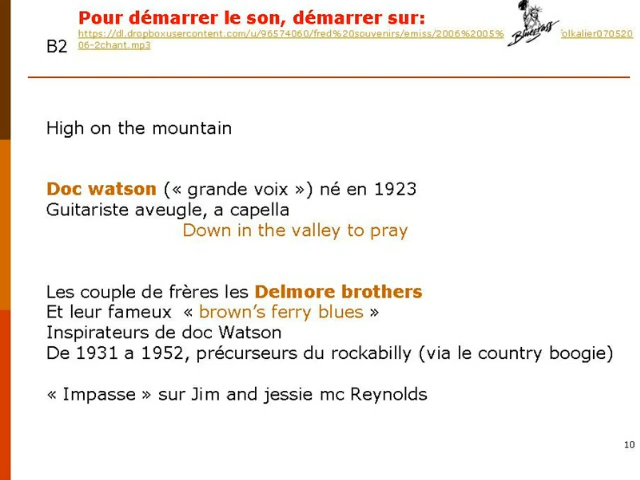 Pour démarrer le son, démarrer sur:
https://dl.dropboxusercontent.com/u/96574060/fred%20souvenirs/emiss/2006%2005% olkalier070520
06-2chant.mp3
B2
Bluegrass
High on the mountain
Doc watson (« grande voix ») né en 1923
Guitariste aveugle, a capella
Down in the valley to pray
Les couple de frères les Delmore brothers
Et leur fameux « brown’s ferry blues »
Inspirateurs de doc Watson
De 1931 a 1952, précurseurs du rockabilly (via le country boogie)
« Impasse » sur Jim and jessie mc Reynolds
10